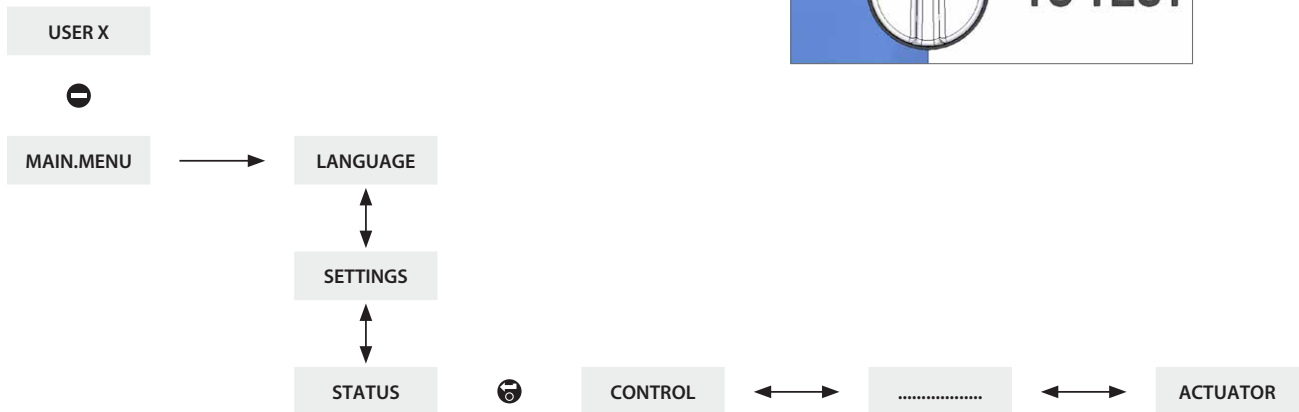 USER X
MAIN.MENU
LANGUAGE
SETTINGS
STATUS
CONTROL
..................
ACTUATOR